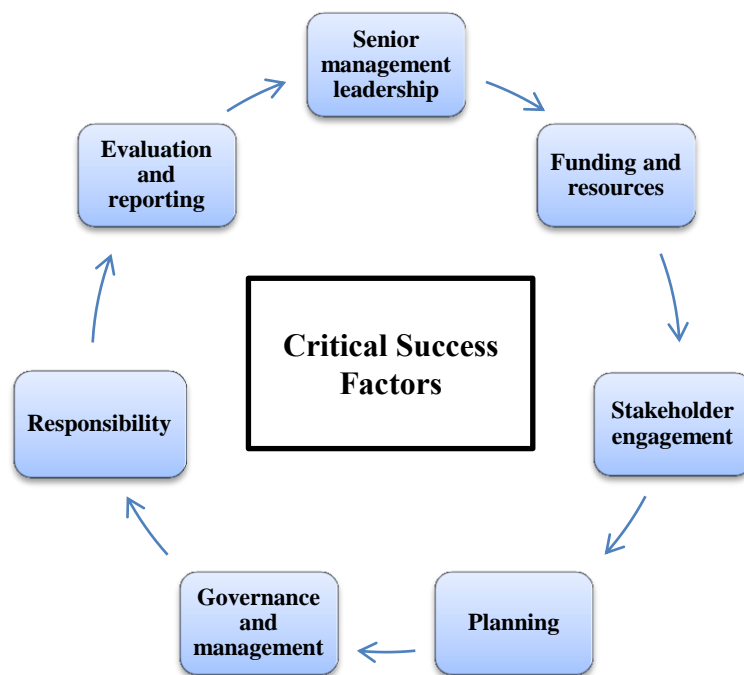 Senior
management
leadership
Funding and
resources
Stakeholder
engagement
Planning
Governance
and
management
Responsibility
Evaluation
and
reporting
Critical Success
Factors